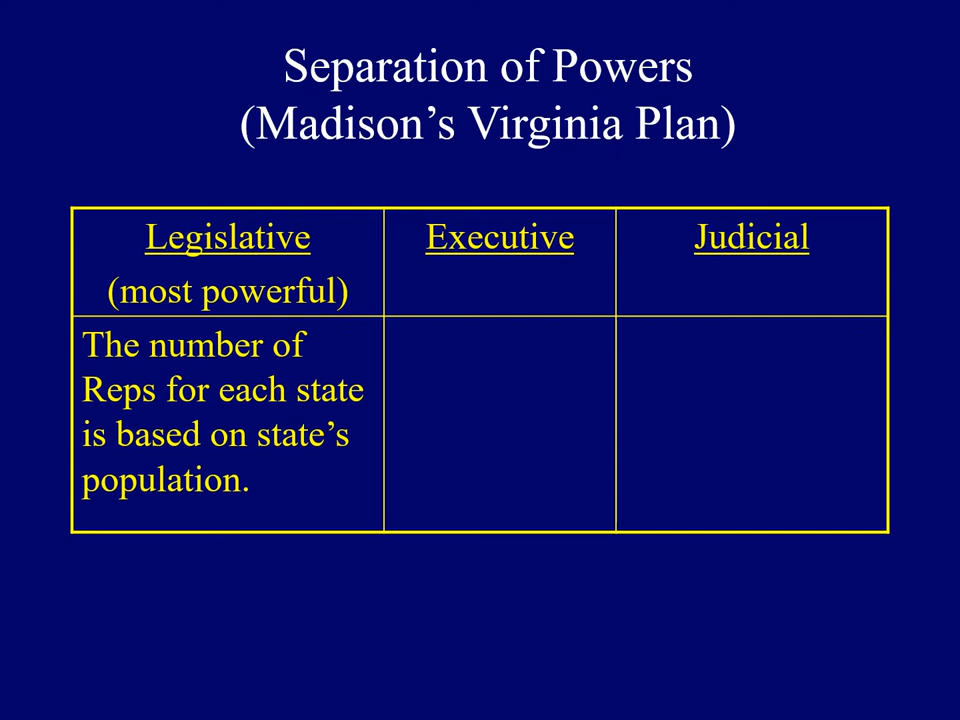 Separation of Powers
(Madison’s Virginia Plan)
Legislative
(most powerful)
Executive
Judicial
The number of
Reps for each state
is based on state’s
population.